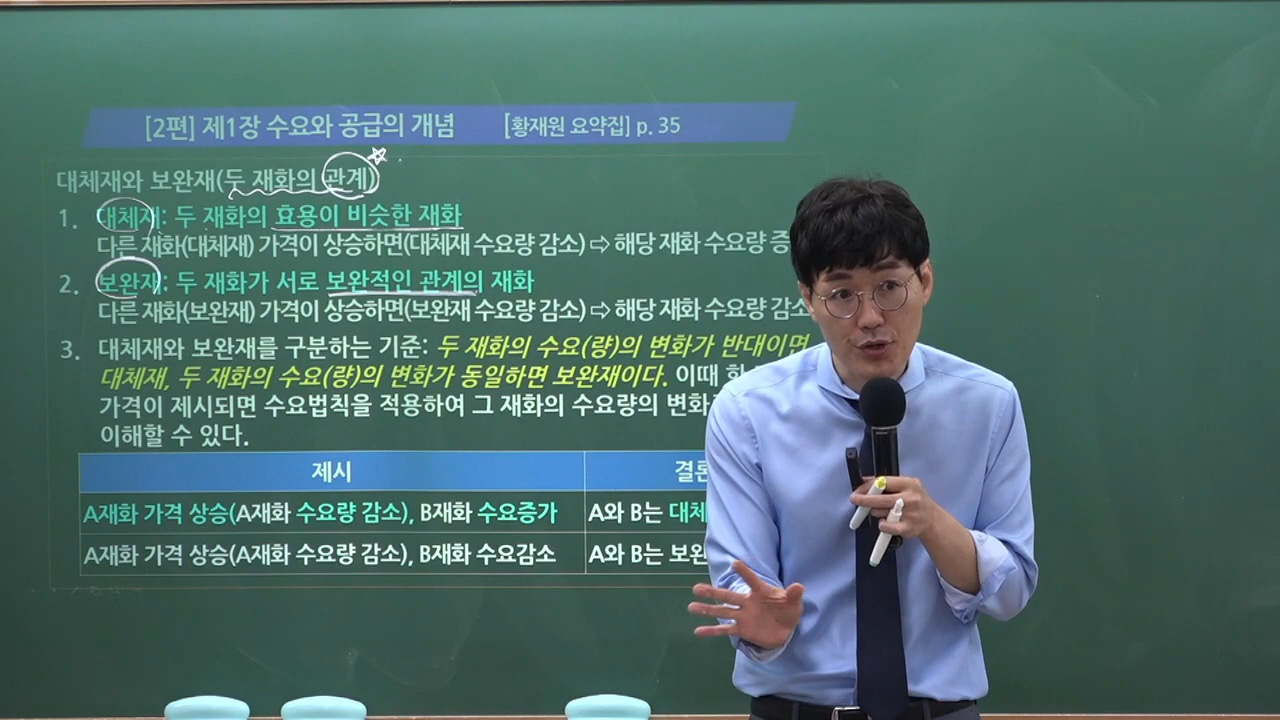 [2편] 제1장 수요와 공급의 개념 [황재원 요약집] p. 35
대체재와 보완재(두 재화의 관계)
1. 대체재: 두 재화의 효용이 비슷한 재화
다른 재화(대체재) 가격이 상승하면(대체재 수요량 감소) ⇨ 해당 재화 수요량
2. 보완재: 두 재화가 서로 보완적인 관계의 재화
다른 재화(보완재) 가격이 상승하면(보완재 수요량 감소) ⇨ 해당 재화 수요량
3. 대체재와 보완재를 구분하는 기준: 두 재화의 수요(량)의 변화가 반대이면
대체재, 두 재화의 수요(량)의 변화가 동일하면 보완재이다. 이때
가격이 제시되면 수요법칙을 적용하여 그 재화의 수요량의
이해할 수 있다.
제시
A재화 가격 상승(A재화 수요량 감소), B재화 수요증가 A와 B는
A재화 가격 상승(A재화 수요량 감소), B재화 수요감소 A와 B는